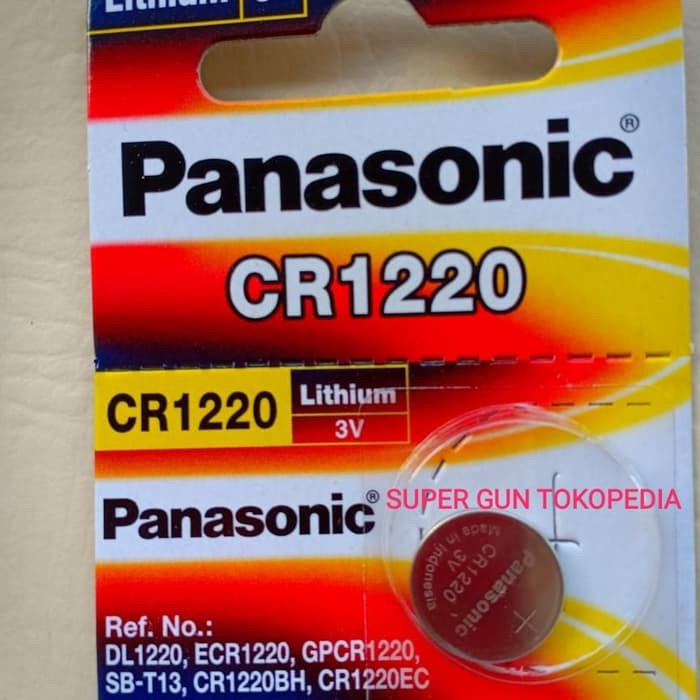 Lithium
Panasonic®
CR1220
CR1220
Lithium
3V
Panasonic®
SUPER GUN TOKOPEDIA
Made in Indonesia
3V
CR1220
Panasonic
+
Ref. No.:
DL1220, ECR1220, GPCR1220,
SB-T13, CR1220BH, CR1220EC